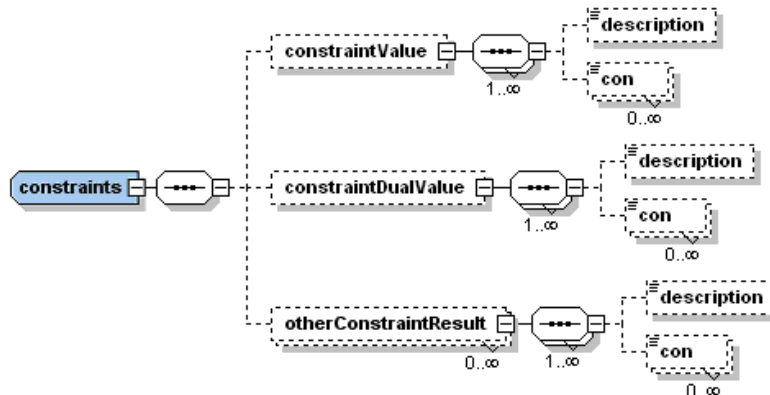 description
constraintValue
1..∞
con
0..∞
constraints
description
constraintDualValue
1..∞
con
0..∞
description
otherConstraintResult
0..∞
1..∞
con
0..∞